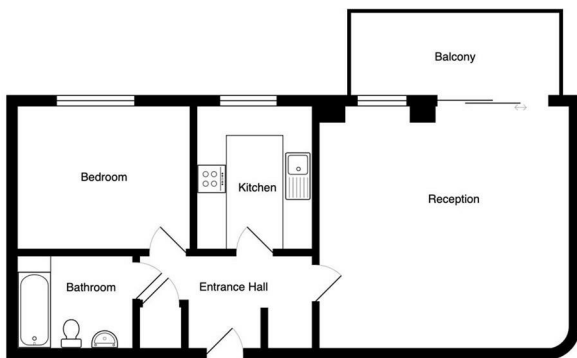 Balcony
Bedroom
Kitchen
Reception
Bathroom
Entrance Hall